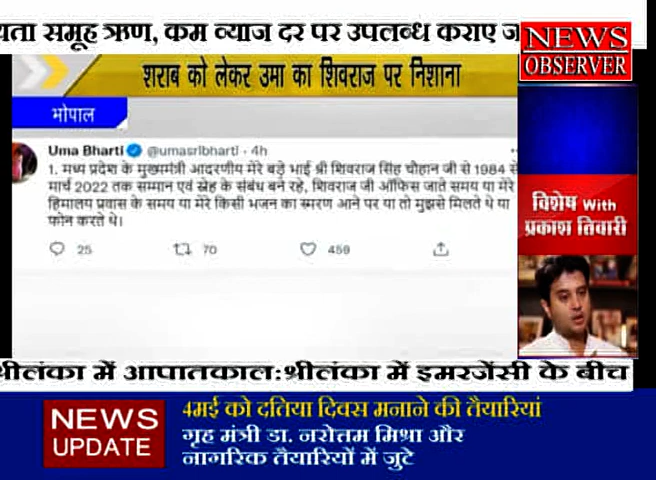 यता समूह ऋण, कम व्याज दर पर उपलब्ध कराए ज
NEWS
OBSERVER
शराब को लेकर उमा का शिवराज पर निशाना
भोपाल
Uma Bharti @umasribharti · 4h
1. मध्य प्रदेश के मुख्यमंत्री आदरणीय मेरे बड़े भाई श्री शिवराज सिंह चौहान जी से 1984 से
मार्च 2022 तक सम्मान एवं स्नेह के संबंध बने रहे, शिवराज जी ऑफिस जाते समय या मेरे
हिमालय प्रवास के समय या मेरे किसी भजन का स्मरण आने पर या तो मुझसे मिलते थे या
फोन करते थे।
25 70 459
विशेष With
प्रकाश तिवारी
श्रीलंका में आपातकाल:श्रीलंका में इमरजेंसी के बीच
NEWS
UPDATE
4मई को दतिया दिवस मनाने की तैयारियां
गृह मंत्री डा. नरोत्तम मिश्रा और
नागरिक तैयारियों में जुटे